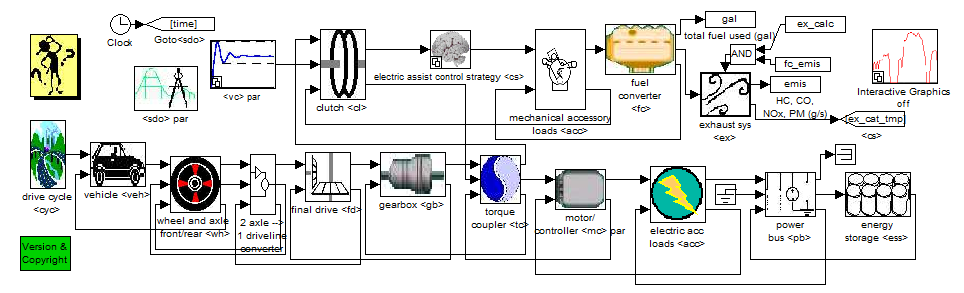 Clock
[time]
Goto<sdo>
<sdo> par
<vc> par
clutch <cl>
electric assist control strategy <cs>
mechanical accessory
loads <acc>
fuel
converter
<fc>
gal
total fuel used (gal)
AND
ex_calc
fc_emis
emis
HC, CO,
NOx, PM (g/s)
exhaust sys
<ex>
[ex_cat_tmp]
<cs>
Interactive Graphics
off
drive cycle
<cyc>
vehicle <veh>
wheel and axle
front/rear <wh>
2 axle -->
1 driveline
converter
final drive <fd>
gearbox <gb>
torque
coupler <tc>
motor/
controller <mc> par
electric acc
loads <acc>
power
bus <pb>
energy
storage <ess>
Version &
Copyright